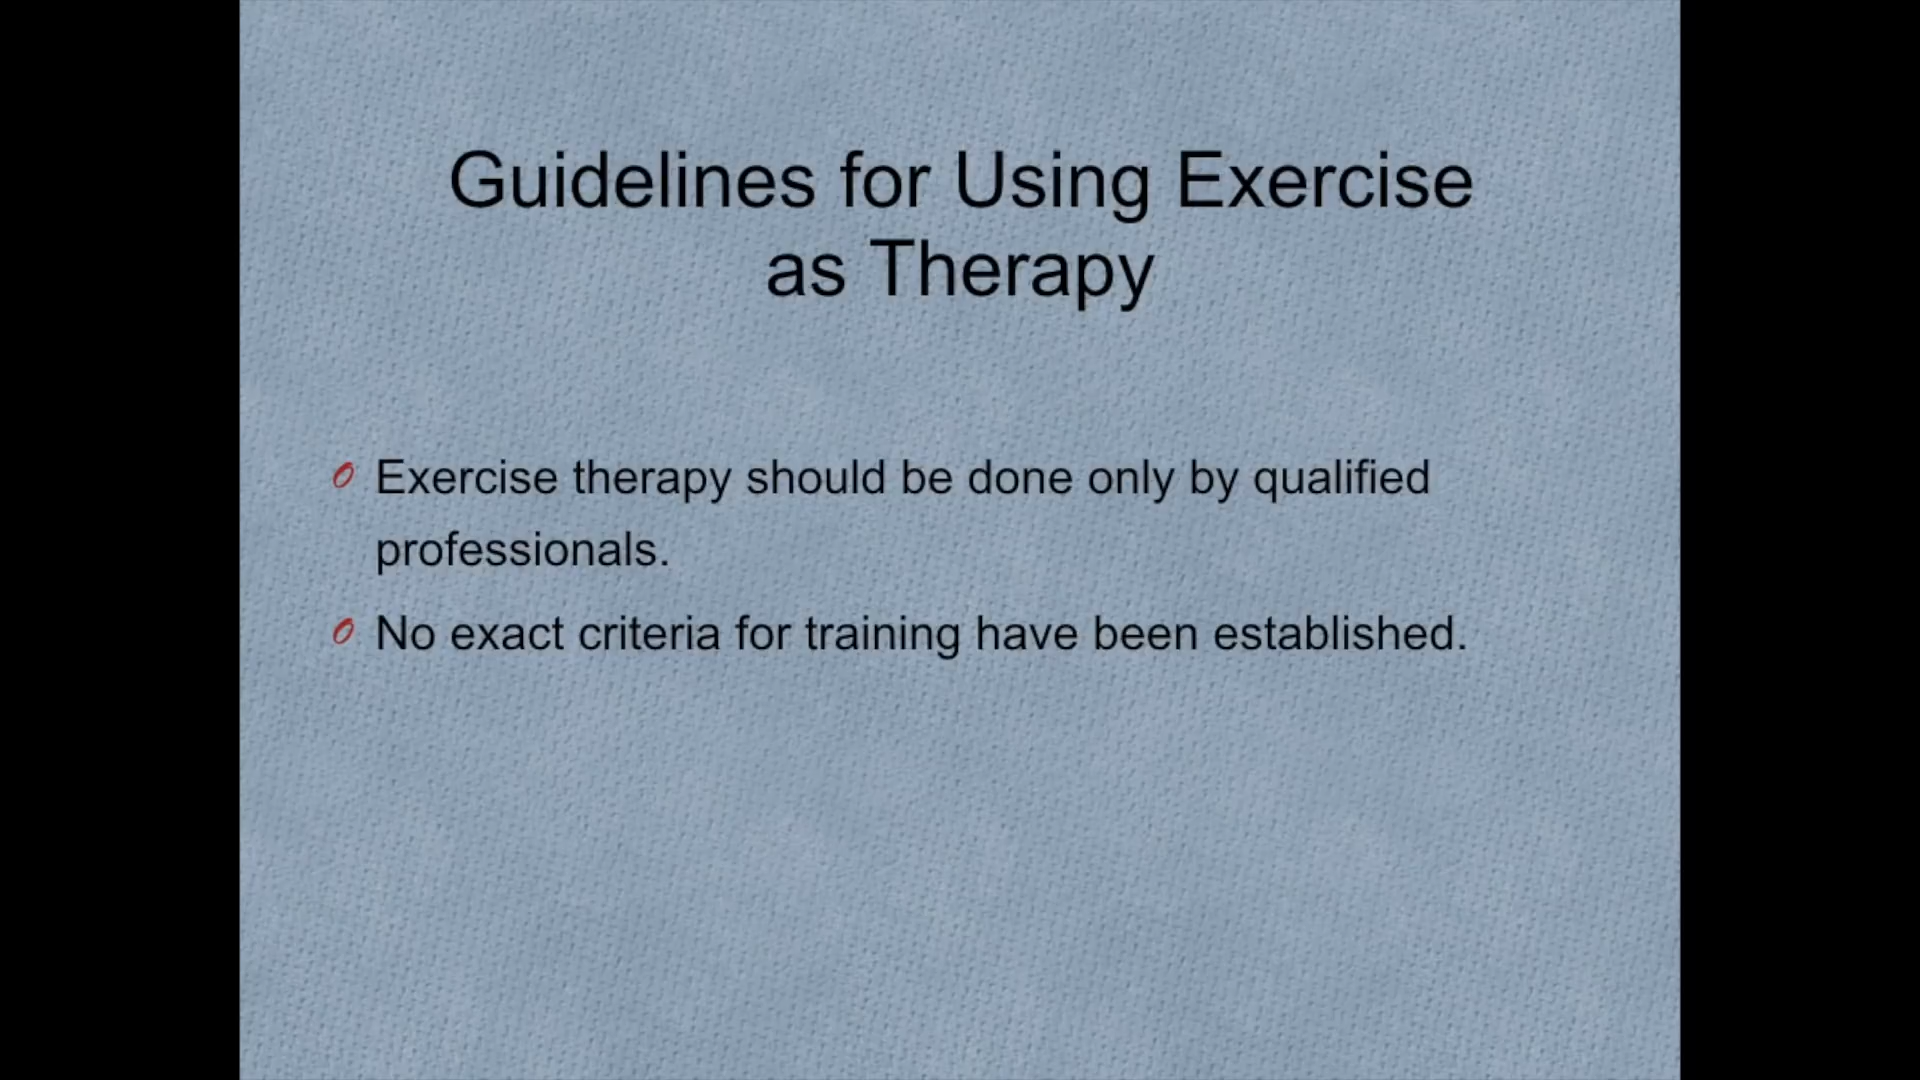 Guidelines for Using Exercise
as Therapy
Exercise therapy should be done only by qualified
professionals.
No exact criteria for training have been established.